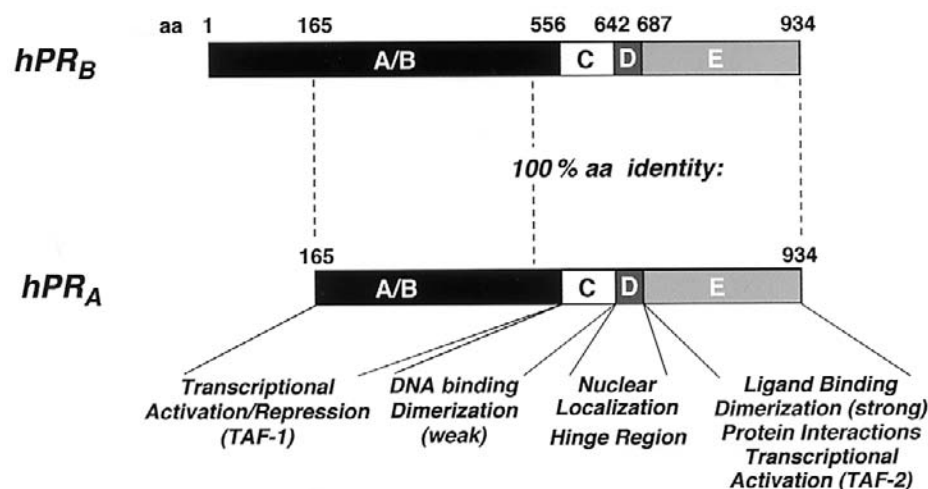 aa 1 165 556 642 687 934
hPRB A/B C D E
100 % aa identity:
165 934
hPRA A/B C D E
Transcriptional
Activation/Repression
(TAF-1)
DNA binding
Dimerization
(weak)
Nuclear
Localization
Hinge Region
Ligand Binding
Dimerization (strong)
Protein Interactions
Transcriptional
Activation (TAF-2)